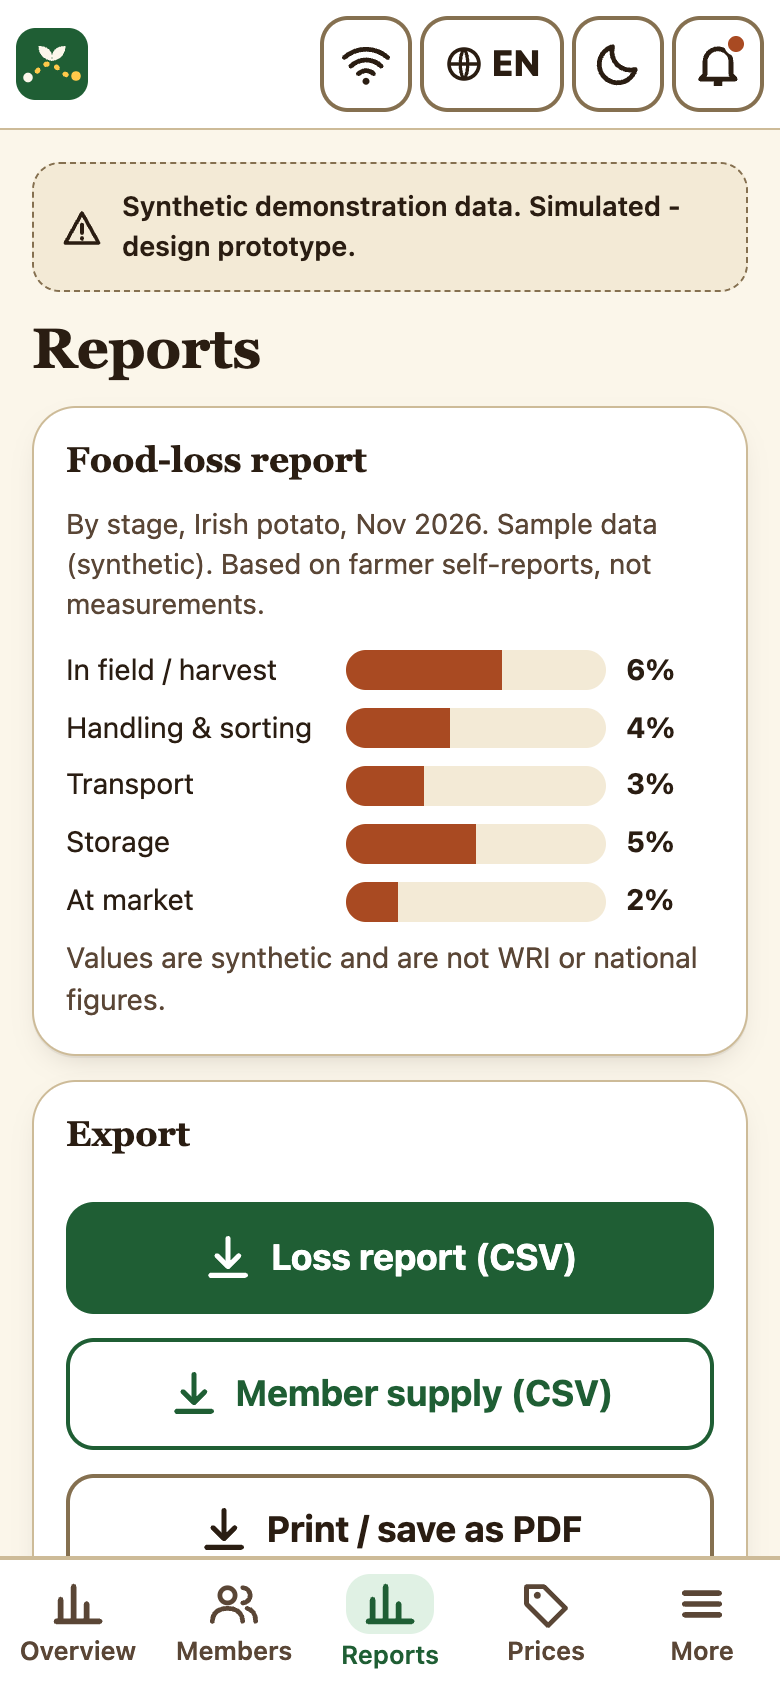 EN
Synthetic demonstration data. Simulated -
design prototype.
Reports
Food-loss report
By stage, Irish potato, Nov 2026. Sample data
(synthetic). Based on farmer self-reports, not
measurements.
In field / harvest 6%
Handling & sorting 4%
Transport 3%
Storage 5%
At market 2%
Values are synthetic and are not WRI or national
figures.
Export
Loss report (CSV)
Member supply (CSV)
Print / save as PDF
Overview Members Reports Prices More